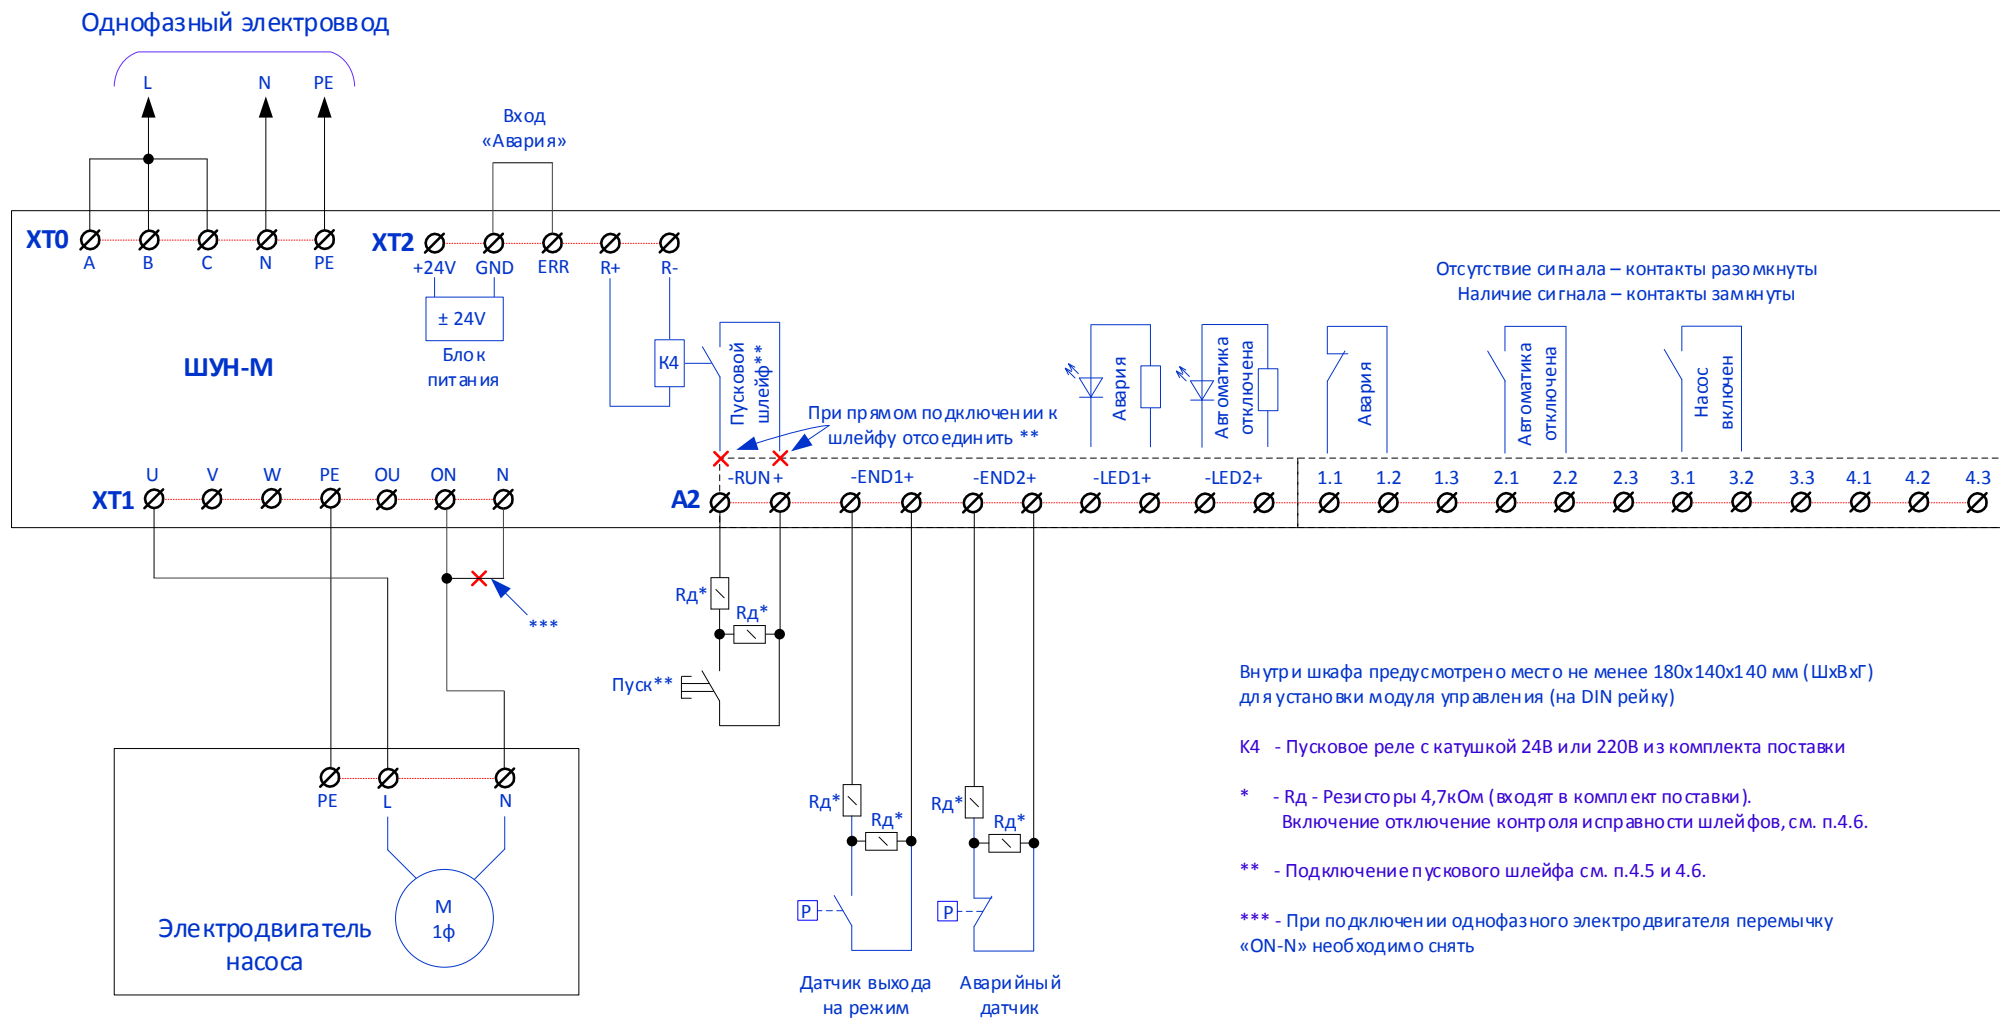 Однофазный электроввод
L N PE
Вход
«Авария»
XT0
A B C N PE
XT2
+24V GND ERR R+ R-
± 24V
Блок
питания
ШУН-М
K4
Пусковой
шлейф**
При прямом подключении к
шлейфу отсоединить **
Авария
Автоматика
отключена
Отсутствие сигнала – контакты разомкнуты
Наличие сигнала – контакты замкнуты
Авария
Автоматика
отключена
Насос
включен
XT1
U V W PE OU ON N
A2
-RUN+ -END1+ -END2+ -LED1+ -LED2+
1.1 1.2 1.3 2.1 2.2 2.3 3.1 3.2 3.3 4.1 4.2 4.3
***
Rд*
Rд*
Пуск**
Rд*
Rд*
Rд*
Rд*
P
P
Датчик выхода
на режим
Аварийный
датчик
PE L N
М
1ф
Электродвигатель
насоса
Внутри шкафа предусмотрено место не менее 180х140х140 мм (ШхВхГ)
для установки модуля управления (на DIN рейку)
K4 - Пусковое реле с катушкой 24В или 220В из комплекта поставки
* - Rд - Резисторы 4,7кОм (входят в комплект поставки).
Включение отключение контроля исправности шлейфов, см. п.4.6.
** - Подключение пускового шлейфа см. п.4.5 и 4.6.
*** - При подключении однофазного электродвигателя перемычку
«ON-N» необходимо снять